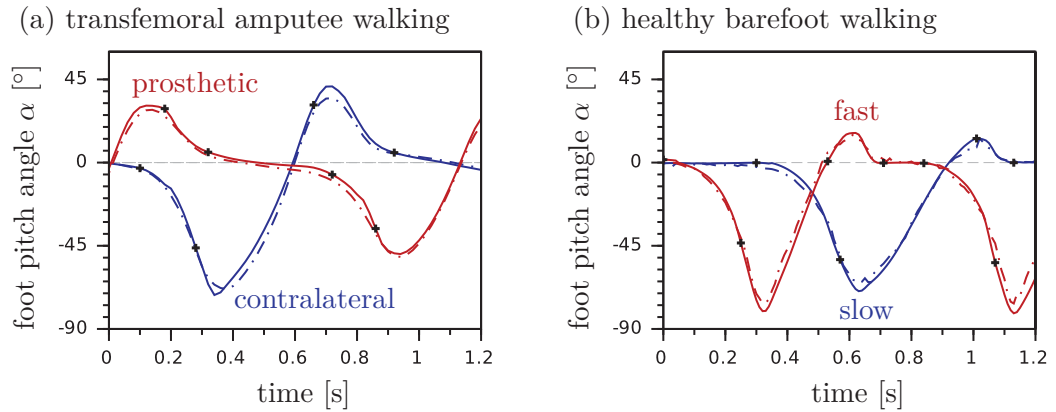 (a) transfemoral amputee walking
foot pitch angle α [°]
45
0
-45
-90
prosthetic
contralateral
0 0.2 0.4 0.6 0.8 1 1.2
time [s]
(b) healthy barefoot walking
foot pitch angle α [°]
45
0
-45
-90
fast
slow
0 0.2 0.4 0.6 0.8 1 1.2
time [s]